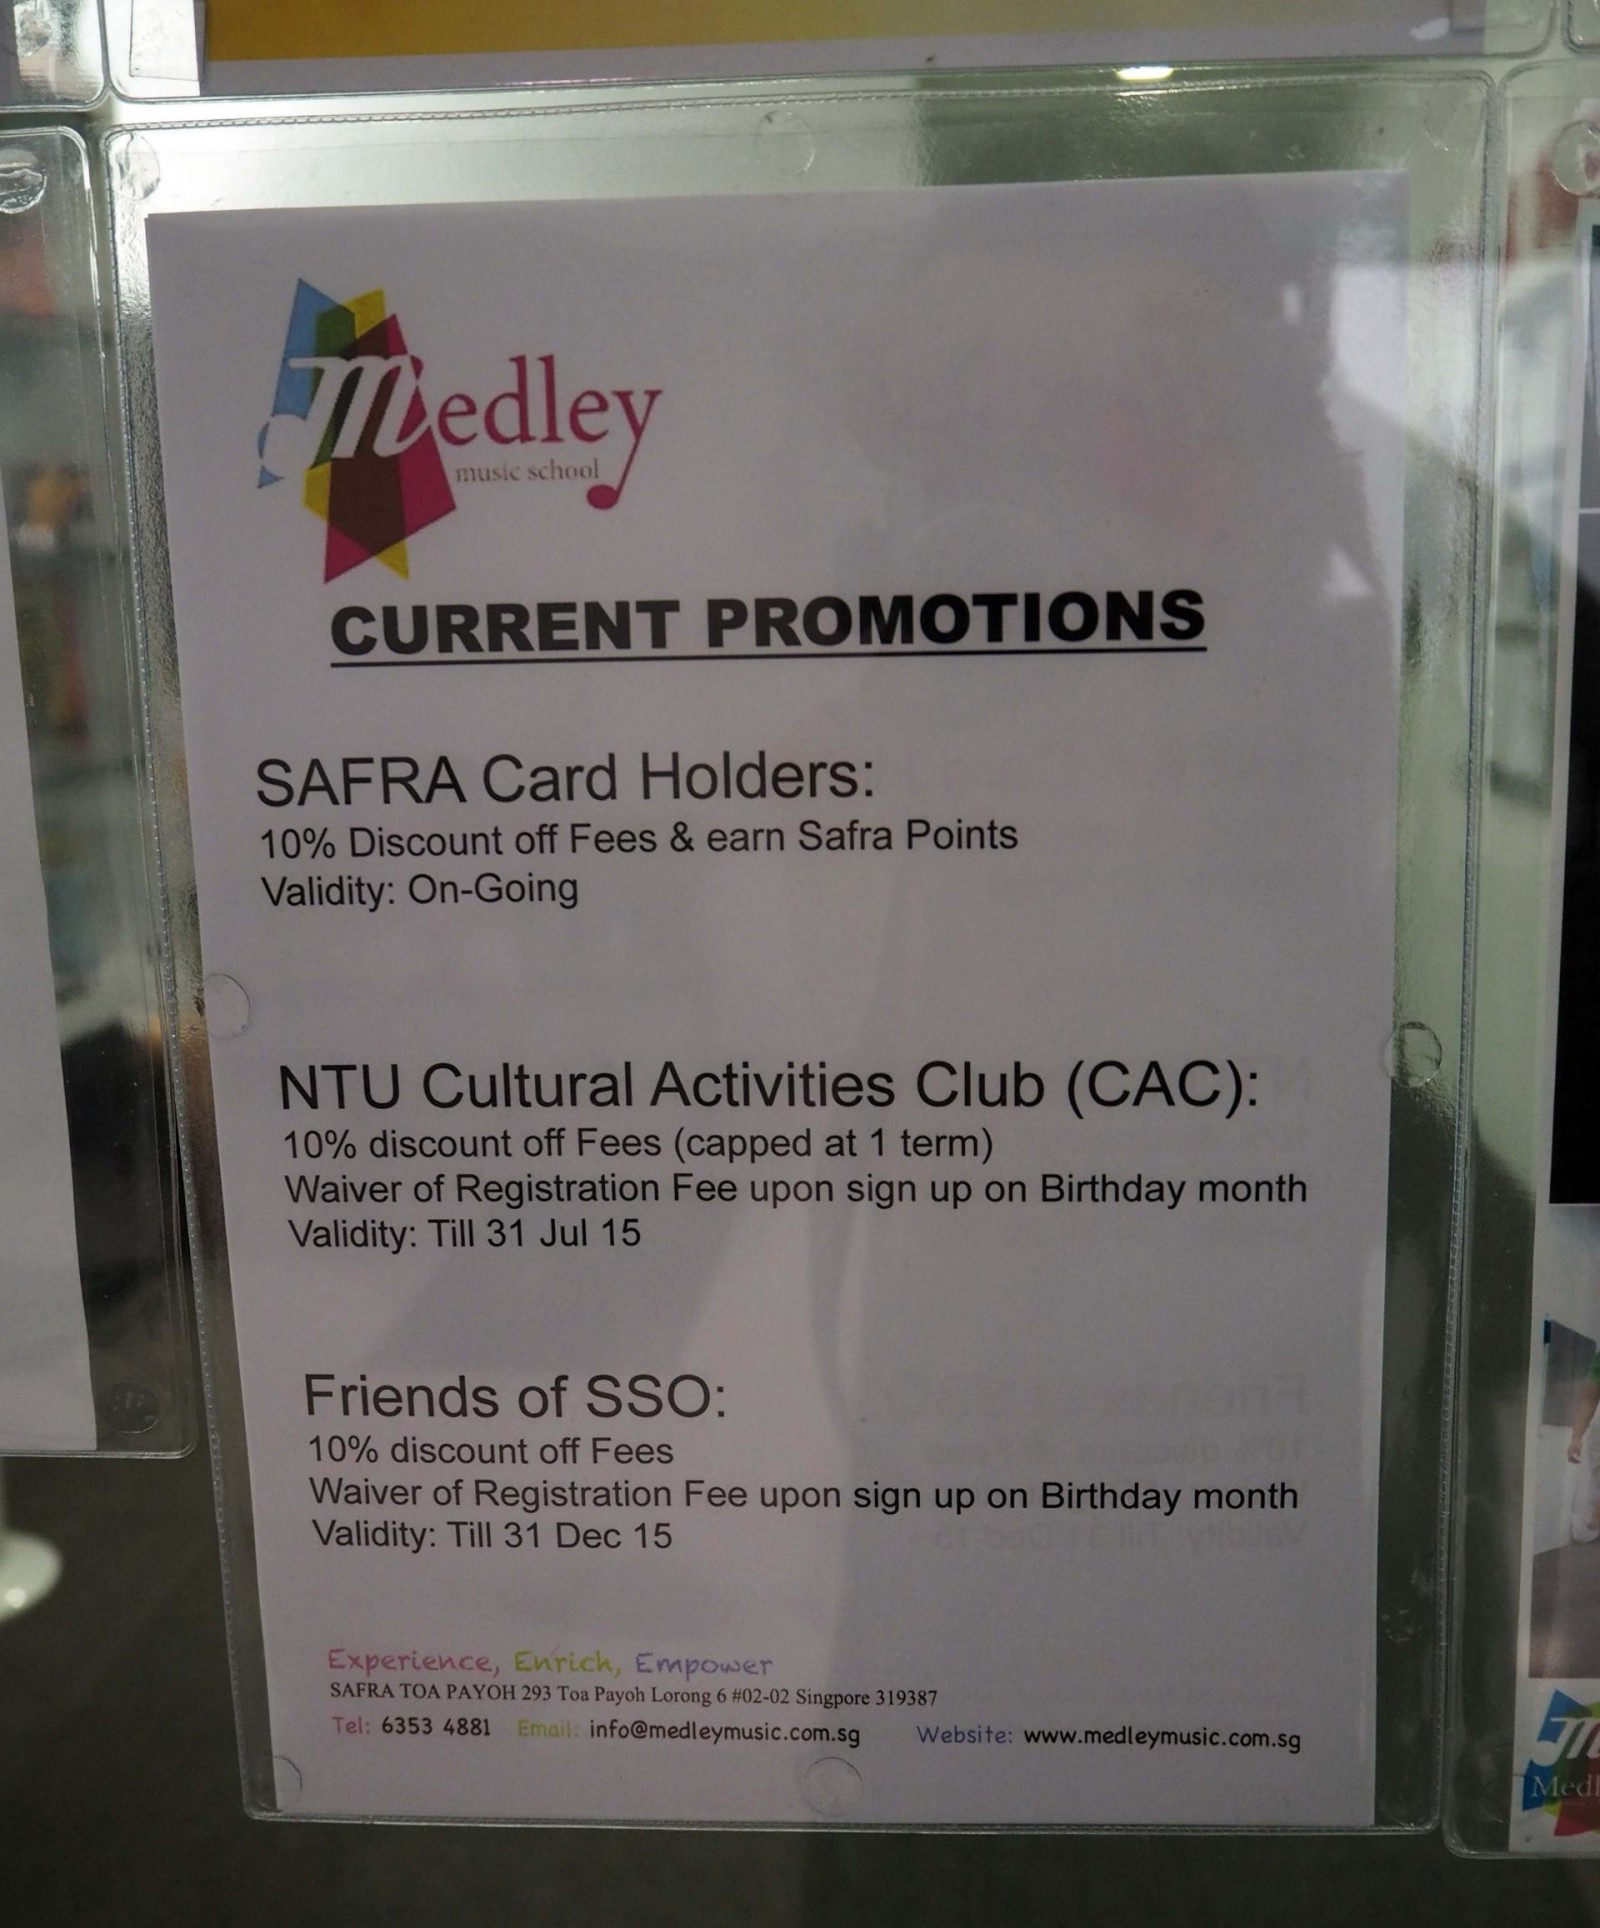 Medley
music school
CURRENT PROMOTIONS
SAFRA Card Holders:
10% Discount off Fees & earn Safra Points
Validity: On-Going
NTU Cultural Activities Club (CAC):
10% discount off Fees (capped at 1 term)
Waiver of Registration Fee upon sign up on Birthday month
Validity: Till 31 Jul 15
Friends of SSO:
10% discount off Fees
Waiver of Registration Fee upon sign up on Birthday month
Validity: Till 31 Dec 15
Experience, Enrich, Empower
SAFRA TOA PAYOH 293 Toa Payoh Lorong 6 #02-02 Singpore 319387
Tel: 6353 4881 Email: info@medleymusic.com.sg Website: www.medleymusic.com.sg